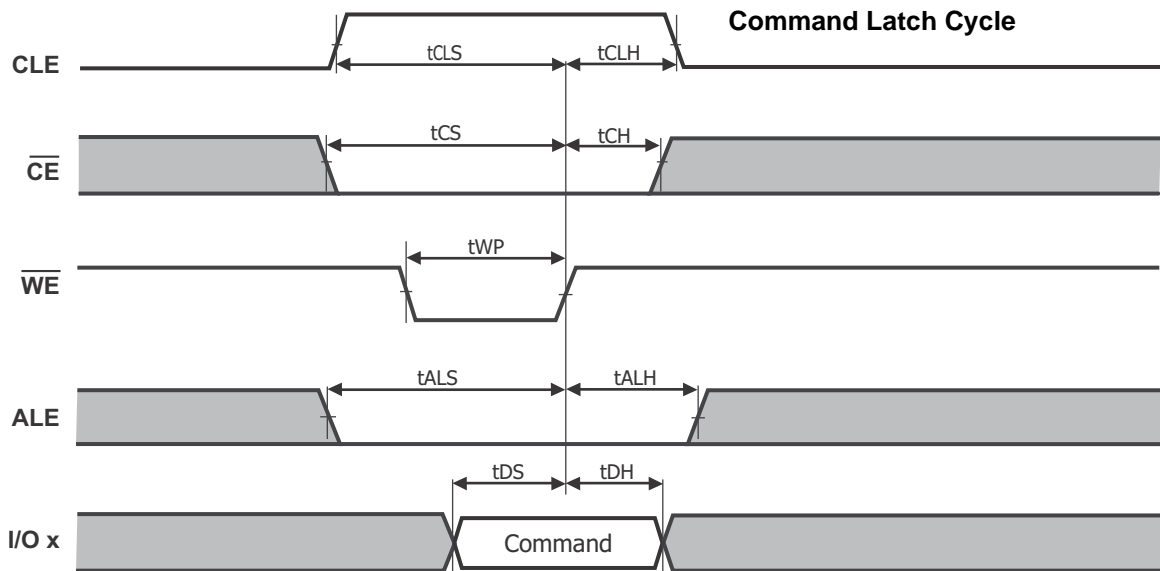 Command Latch Cycle
CLE
tCLS
tCLH
CE
tCS
tCH
WE
tWP
ALE
tALS
tALH
I/O x
tDS
tDH
Command